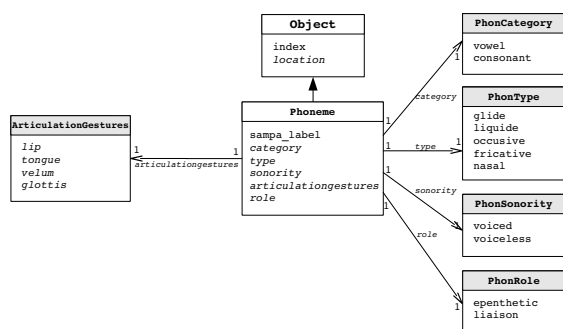 Object
index
location
Phoneme
sampa_label
category
type
sonority
articulationgestures
role
ArticulationGestures
lip
tongue
velum
glottis
1
1
articulationgestures
PhonCategory
vowel
consonant
1
1
category
PhonType
glide
liquide
occusive
fricative
nasal
1
1
type
PhonSonority
voiced
voiceless
1
1
sonority
PhonRole
epenthetic
liaison
1
1
role